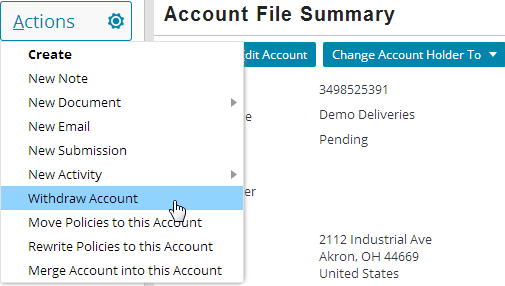 Actions
Account File Summary
Create
New Note
New Document
New Email
New Submission
New Activity
Withdraw Account
Move Policies to this Account
Rewrite Policies to this Account
Merge Account into this Account
dit Account
Change Account Holder To
3498525391
e
Demo Deliveries
Pending
er
2112 Industrial Ave
Akron, OH 44669
United States